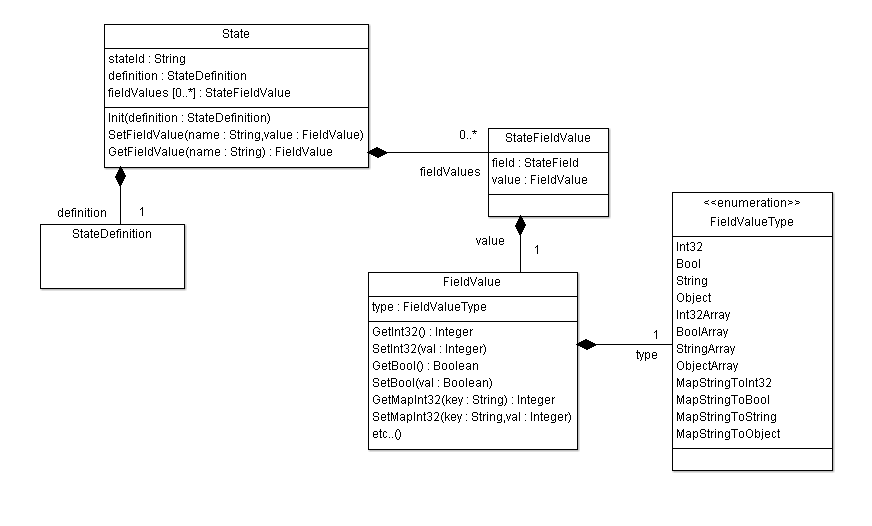 State
stateId : String
definition : StateDefinition
fieldValues [0..*] : StateFieldValue
Init(definition : StateDefinition)
SetFieldValue(name : String,value : FieldValue)
GetFieldValue(name : String) : FieldValue
0..*
fieldValues
StateFieldValue
field : StateField
value : FieldValue
definition
1
StateDefinition
value
1
FieldValue
type : FieldValueType
GetInt32() : Integer
SetInt32(val : Integer)
GetBool() : Boolean
SetBool(val : Boolean)
GetMapInt32(key : String) : Integer
SetMapInt32(key : String,val : Integer)
etc..()
1
type
<<enumeration>>
FieldValueType
Int32
Bool
String
Object
Int32Array
BoolArray
StringArray
ObjectArray
MapStringToInt32
MapStringToBool
MapStringToString
MapStringToObject